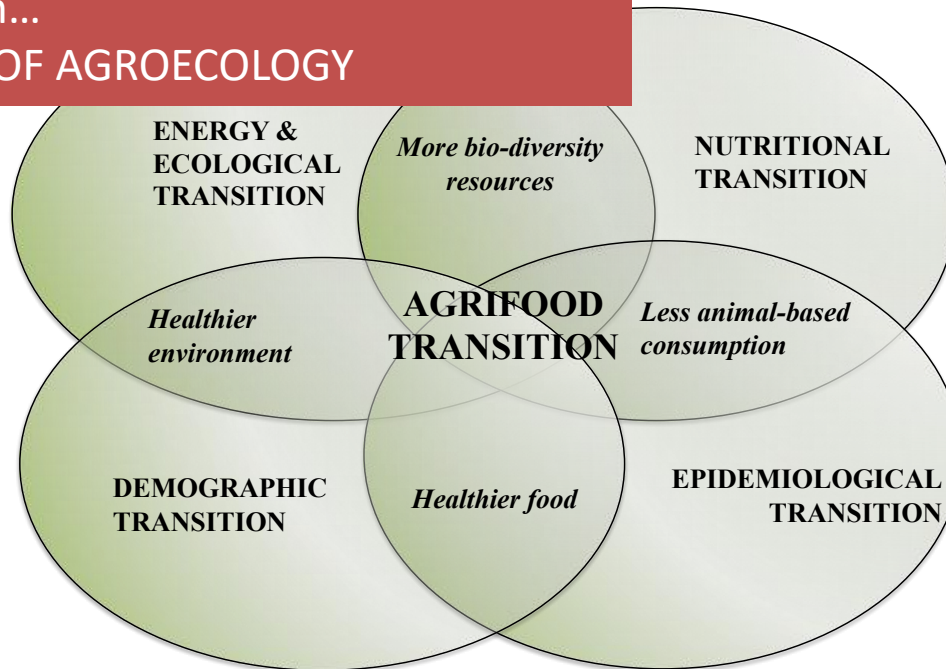 OF AGROECOLOGY
ENERGY &
ECOLOGICAL
TRANSITION
More bio-diversity
resources
NUTRITIONAL
TRANSITION
Healthier
environment
AGRIFOOD
TRANSITION
Less animal-based
consumption
DEMOGRAPHIC
TRANSITION
Healthier food
EPIDEMIOLOGICAL
TRANSITION